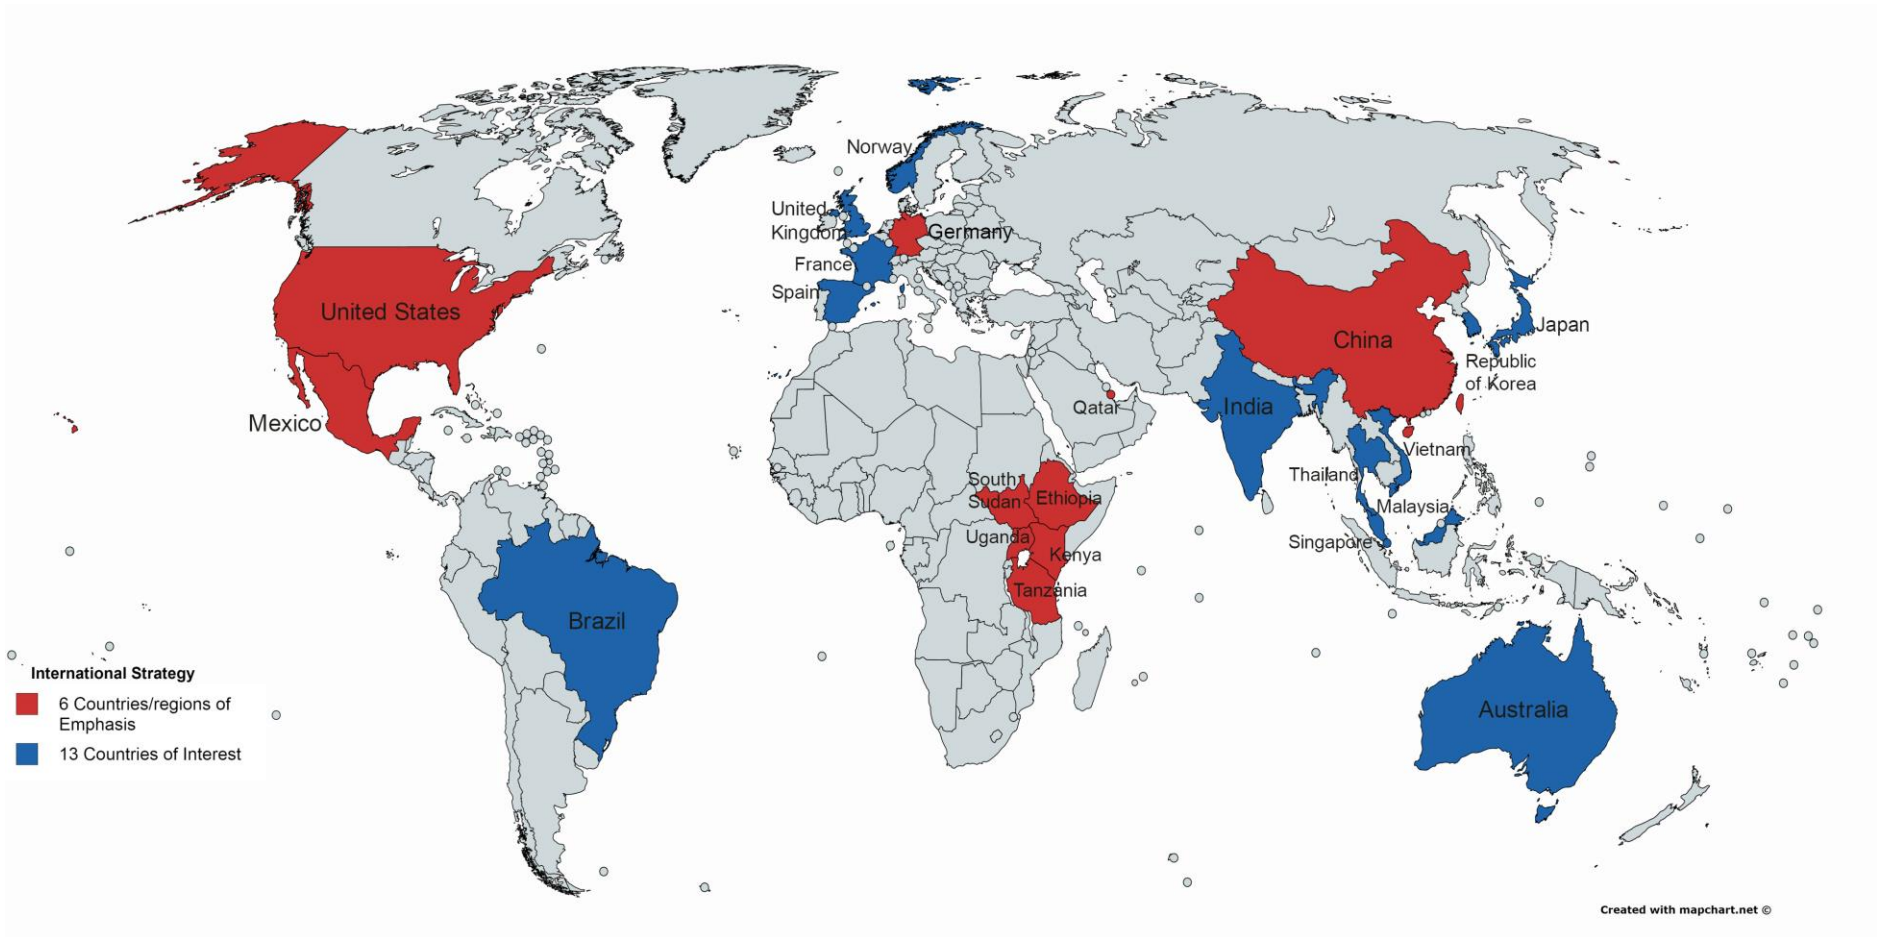 Norway
United
Kingdom
Germany
France
Spain
United States
China
Japan
Republic
of Korea
Mexico
Qatar
India
Vietnam
Thailand
South
Sudan
Ethiopia
Malaysia
Uganda
Kenya
Singapore
Tanzania
Brazil
Australia
International Strategy
6 Countries/regions of
Emphasis
13 Countries of Interest
Created with mapchart.net ©